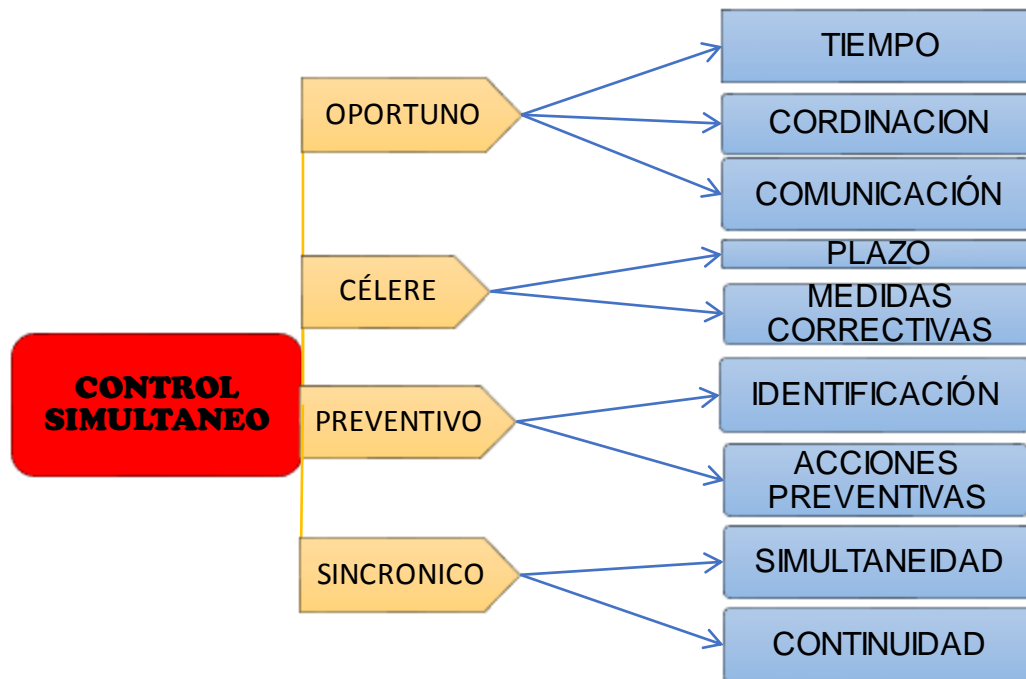 CONTROL
SIMULTANEO
OPORTUNO
TIEMPO
CORDINACION
COMUNICACIÓN
CÉLERE
PLAZO
MEDIDAS
CORRECTIVAS
PREVENTIVO
IDENTIFICACIÓN
ACCIONES
PREVENTIVAS
SINCRONICO
SIMULTANEIDAD
CONTINUIDAD